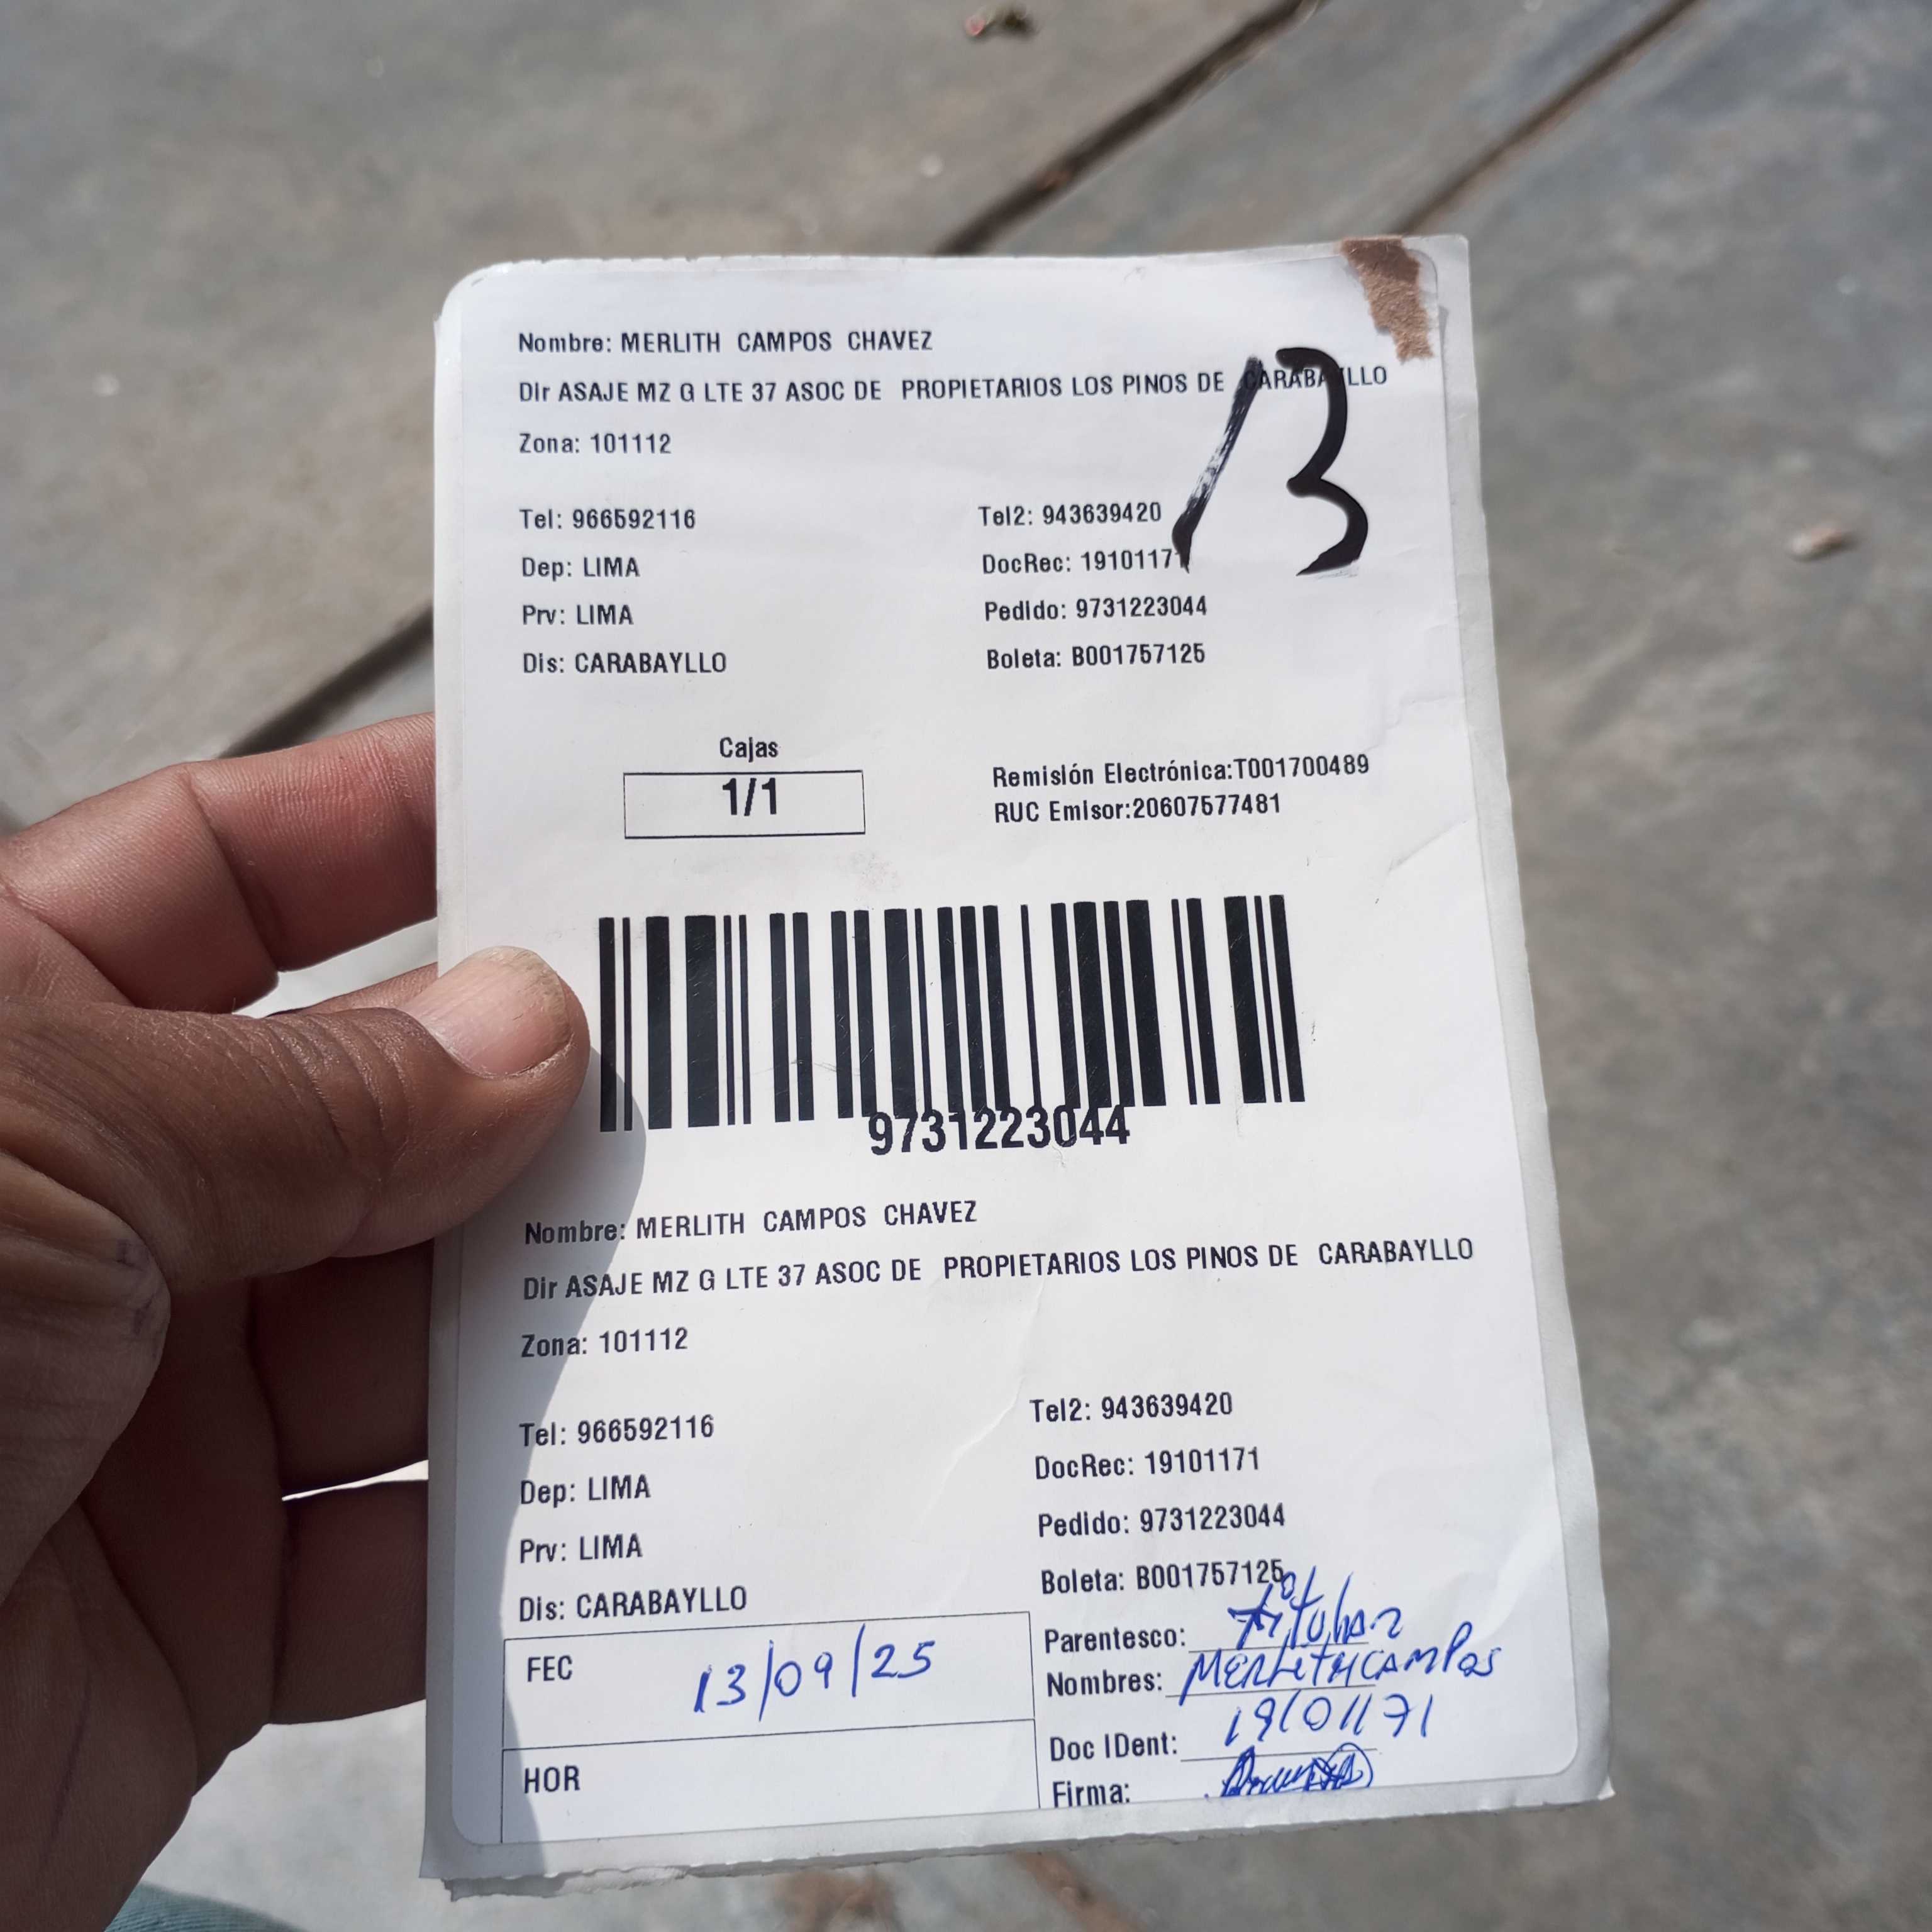 Nombre: MERLITH CAMPOS CHAVEZ
Dir ASAJE MZ G LTE 37 ASOC DE PROPIETARIOS LOS PINOS DE CARABAYLLO
Zona: 101112
13
Tel: 966592116 Tel2: 943639420
Dep: LIMA DocRec: 19101171
Prv: LIMA Pedido: 9731223044
Dis: CARABAYLLO Boleta: B001757125
Cajas
1/1
Remisión Electrónica:T001700489
RUC Emisor:20607577481
9731223044
Nombre: MERLITH CAMPOS CHAVEZ
Dir ASAJE MZ G LTE 37 ASOC DE PROPIETARIOS LOS PINOS DE CARABAYLLO
Zona: 101112
Tel: 966592116 Tel2: 943639420
Dep: LIMA DocRec: 19101171
Prv: LIMA Pedido: 9731223044
Dis: CARABAYLLO Boleta: B001757125
FEC 13/09/25
HOR
Parentesco: titular
Nombres: Merlith Campos
Doc IDent: 19101171
Firma: